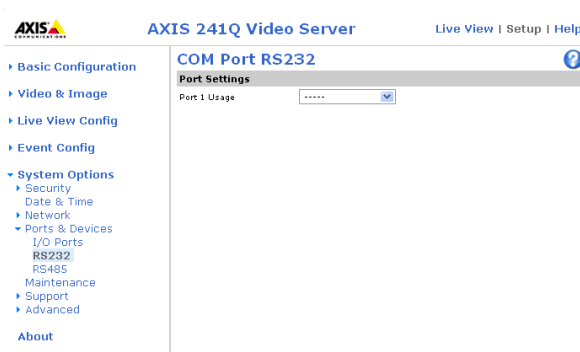 AXIS
COMMUNICATIONS
AXIS 241Q Video Server
Live View | Setup | Help
Basic Configuration
Video & Image
Live View Config
Event Config
System Options
Security
Date & Time
Network
Ports & Devices
I/O Ports
RS232
RS485
Maintenance
Support
Advanced
About
COM Port RS232
?
Port Settings
Port 1 Usage
-----